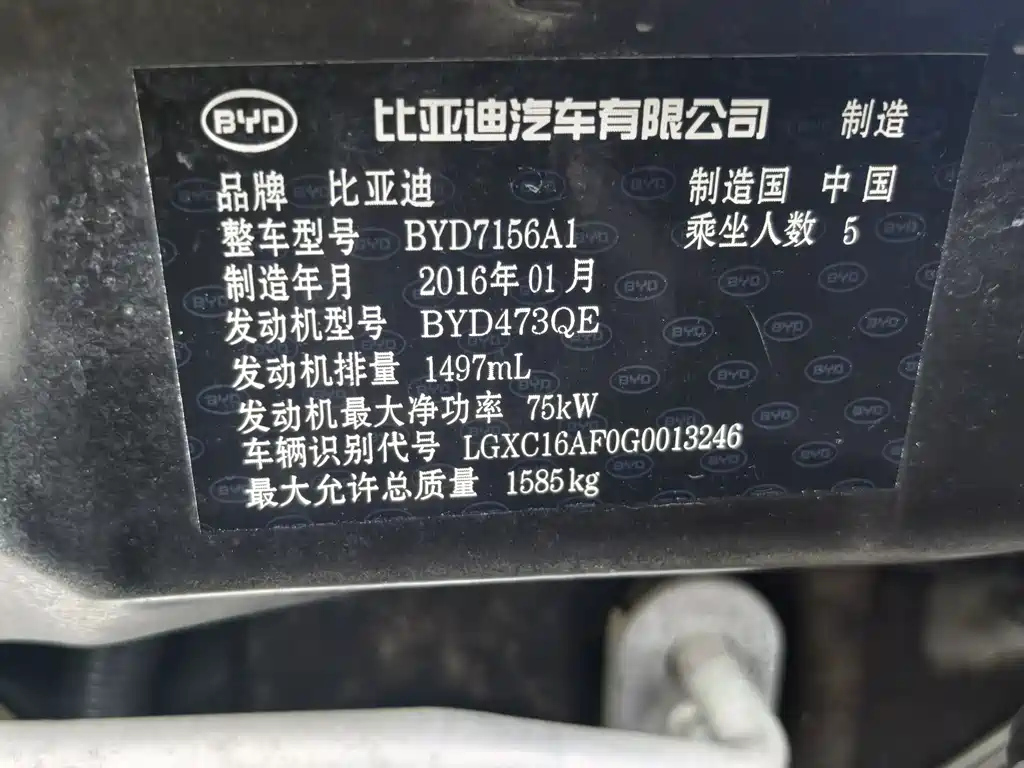 BYD 比亚迪汽车有限公司 制造
品牌 比亚迪 制造国 中国
整车型号 BYD7156A1 乘坐人数 5
制造年月 2016年01月
发动机型号 BYD473QE
发动机排量 1497mL
发动机最大净功率 75kW
车辆识别代号 LGXC16AF0G0013246
最大允许总质量 1585kg